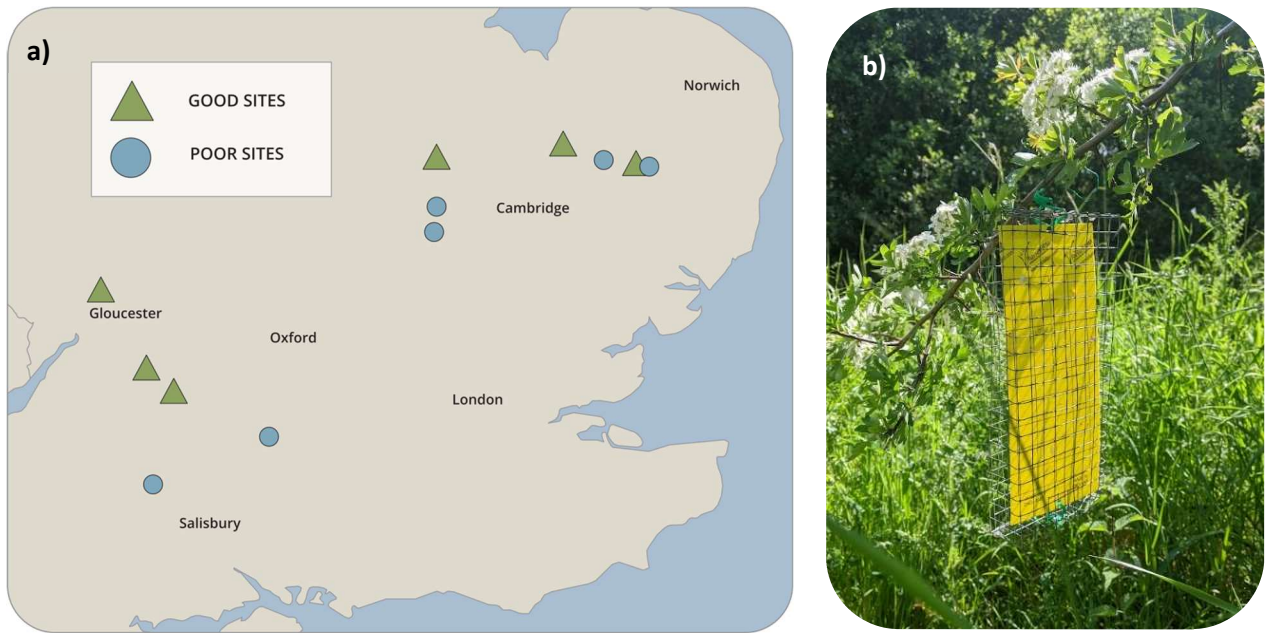 a)
GOOD SITES
POOR SITES
Norwich
Cambridge
Gloucester
Oxford
London
Salisbury
b)